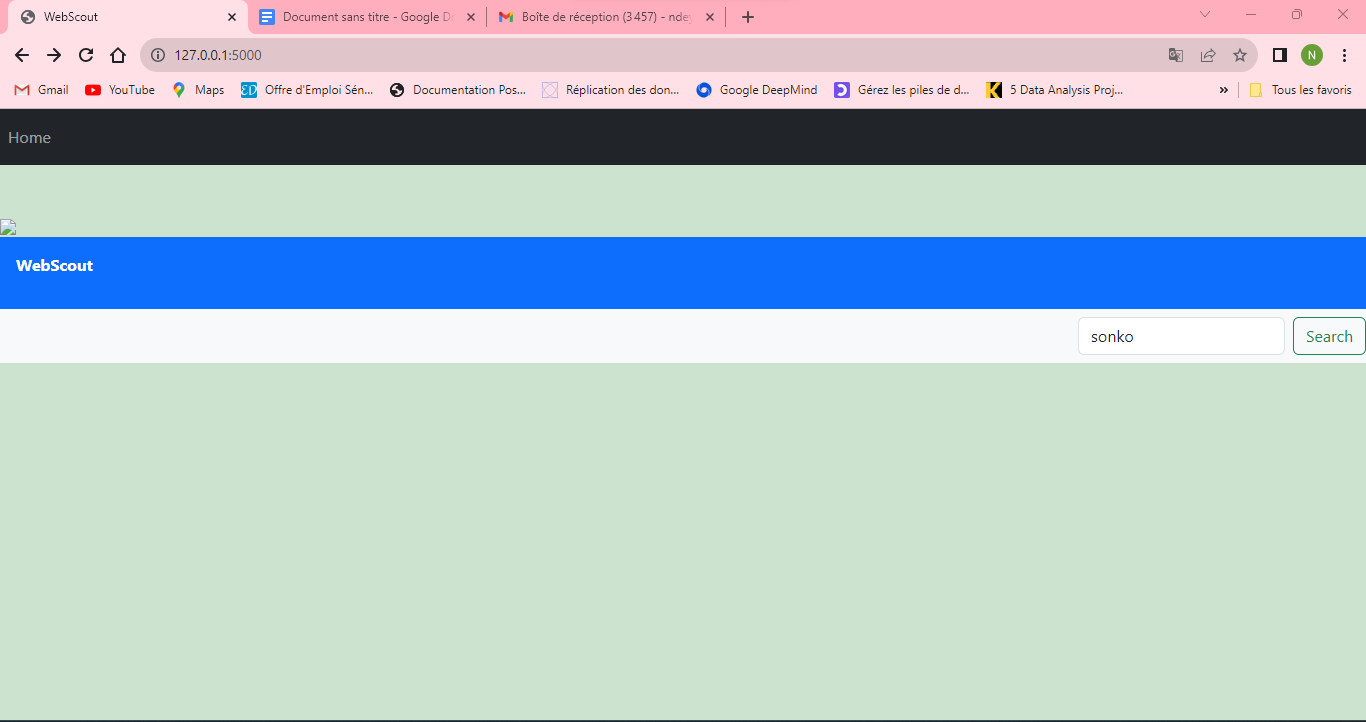 WebScout
Document sans titre - Google D
Boîte de réception (3 457) - ndey
127.0.0.1:5000
Gmail
YouTube
Maps
Offre d'Emploi Sén...
Documentation Pos...
Réplication des don...
Google DeepMind
Gérez les piles de d...
5 Data Analysis Proj...
»
Tous les favoris
N
Home
WebScout
sonko
Search